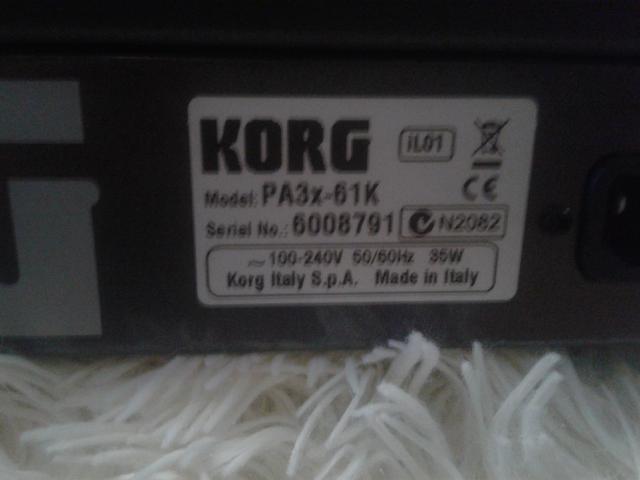 KORG iL01
Model: PA3x-61K
Serial No.: 6008791 N2082
~ 100-240V 50/60Hz 35W
Korg Italy S.p.A. Made in Italy